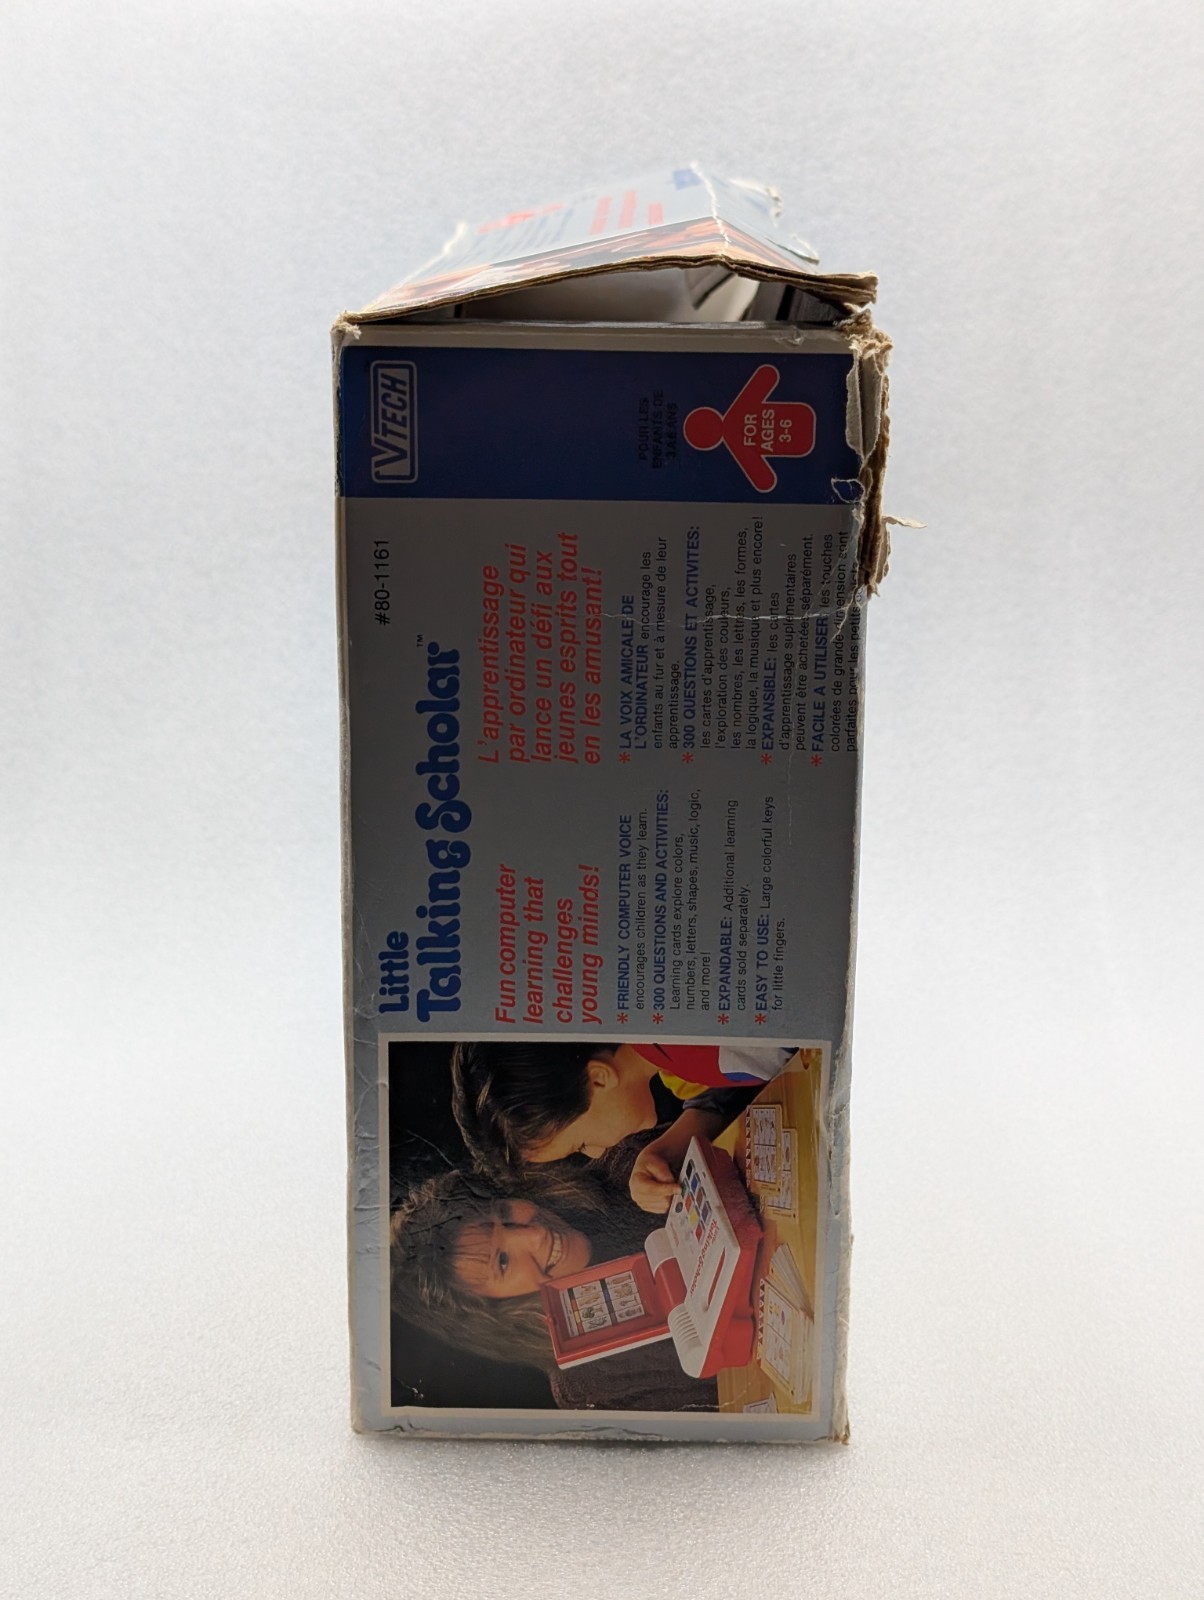 Little
Talking Scholar™
#80-1161
VTECH
Fun computer
learning that
challenges
young minds!
* FRIENDLY COMPUTER VOICE
encourages children as they learn.
* 300 QUESTIONS AND ACTIVITIES:
Learning cards explore colors,
numbers, letters, shapes, music, logic,
and more!
* EXPANDABLE: Additional learning
cards sold separately.
* EASY TO USE: Large colorful keys
for little fingers.
L'apprentissage
par ordinateur qui
lance un défi aux
jeunes esprits tout
en les amusant!
* LA VOIX AMICALE DE
L'ORDINATEUR encourage les
enfants au fur et à mesure de leur
apprentissage.
* 300 QUESTIONS ET ACTIVITES:
les cartes d'apprentissage,
l'exploration des couleurs,
les nombres, les lettres, les formes,
la logique, la musique et plus encore!
* EXPANSIBLE: les cartes
d'apprentissage suplémentaires
peuvent être achetées séparément.
* FACILE A UTILISER: les touches
colorées de grande dimension sont
parfaites pour les petits
POUR LES
ENFANTS DE
3 A 6 ANS
FOR
AGES
3-6